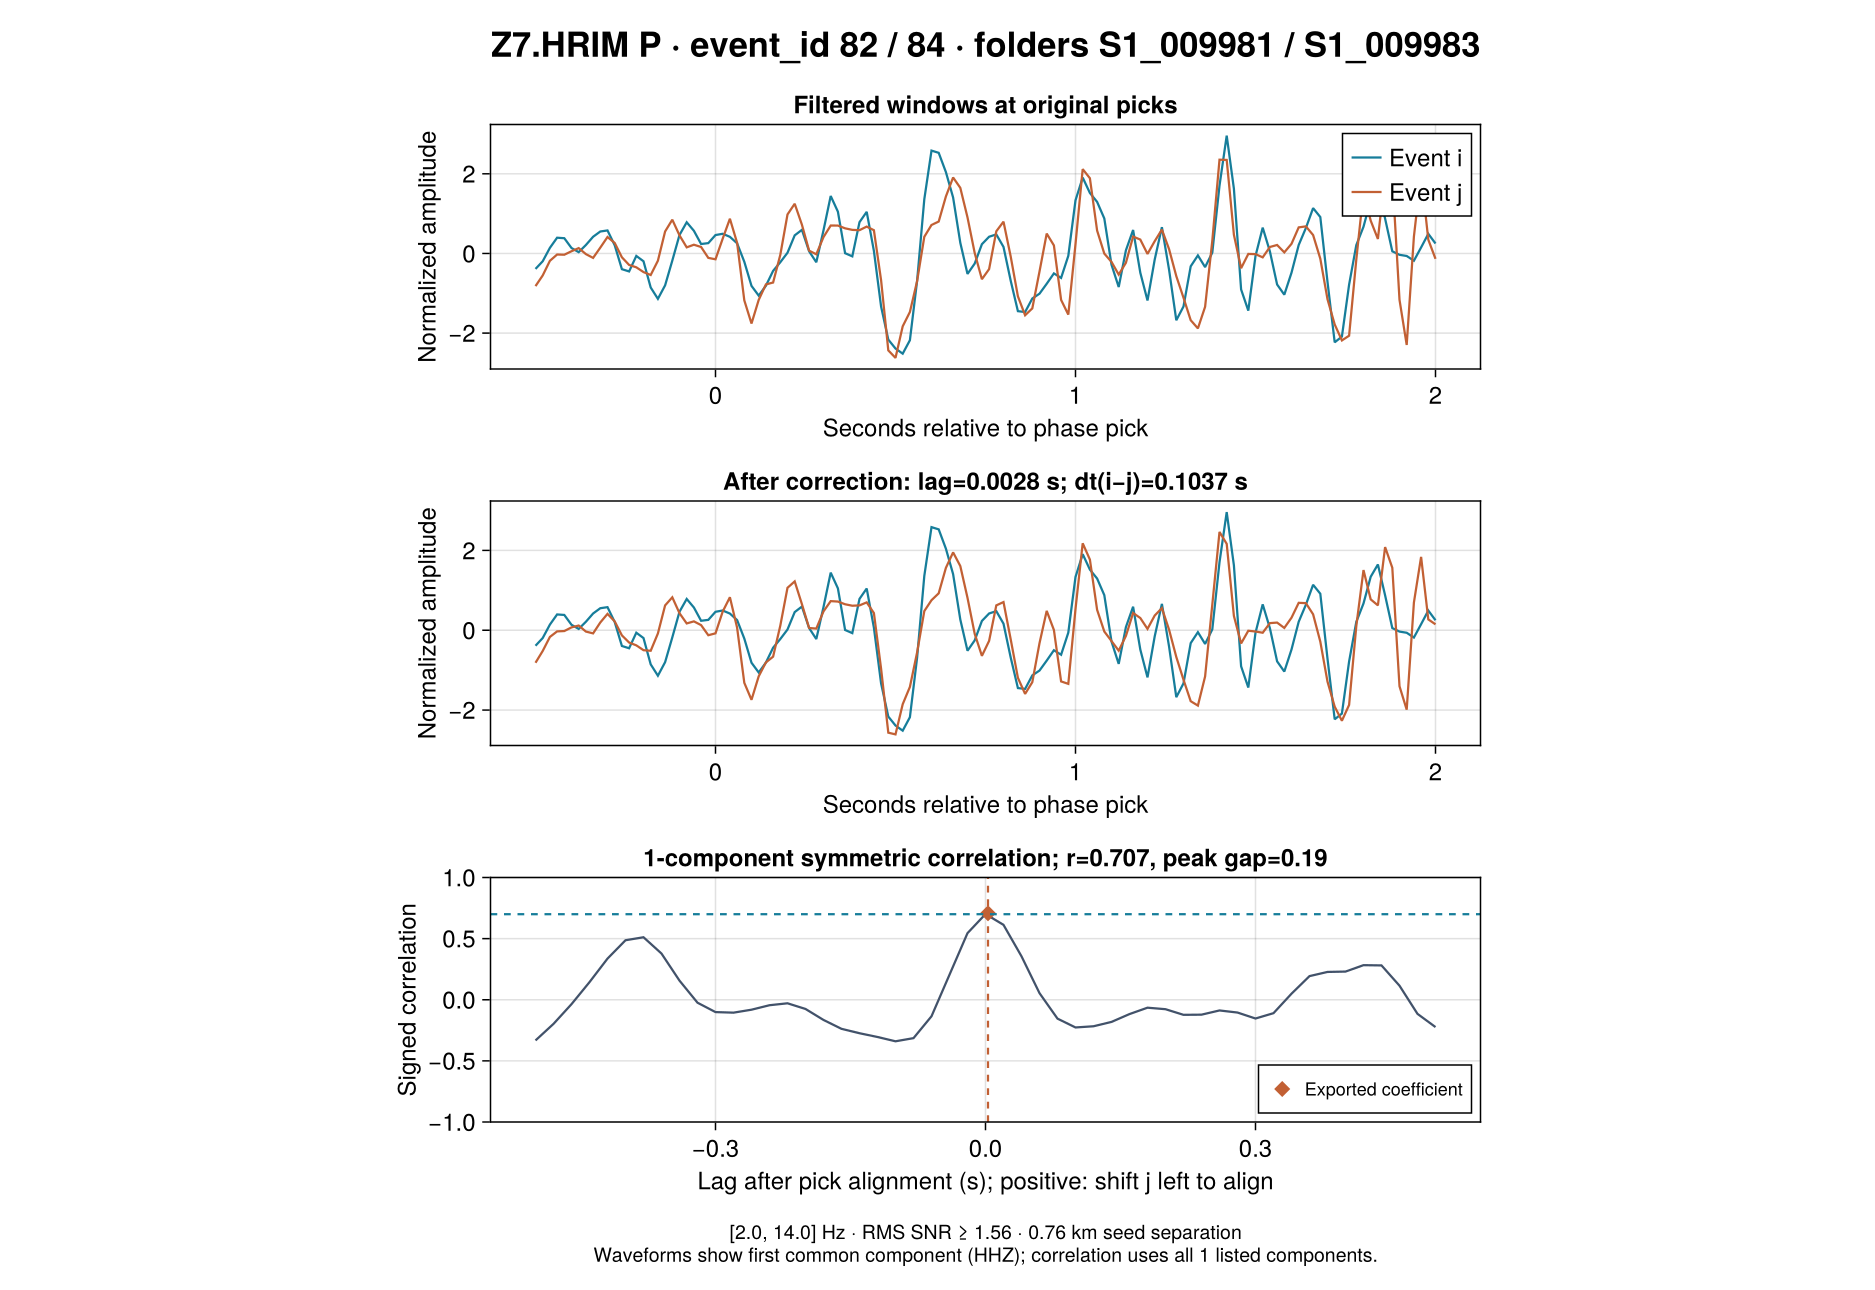 Z7.HRIM P · event_id 82 / 84 · folders S1_009981 / S1_009983
Filtered windows at original picks
Normalized amplitude
2
0
−2
Event i
Event j
0
1
2
Seconds relative to phase pick
After correction: lag=0.0028 s; dt(i−j)=0.1037 s
Normalized amplitude
2
0
−2
0
1
2
Seconds relative to phase pick
1-component symmetric correlation; r=0.707, peak gap=0.19
Signed correlation
1.0
0.5
0.0
−0.5
−1.0
Exported coefficient
−0.3
0.0
0.3
Lag after pick alignment (s); positive: shift j left to align
[2.0, 14.0] Hz · RMS SNR ≥ 1.56 · 0.76 km seed separation
Waveforms show first common component (HHZ); correlation uses all 1 listed components.